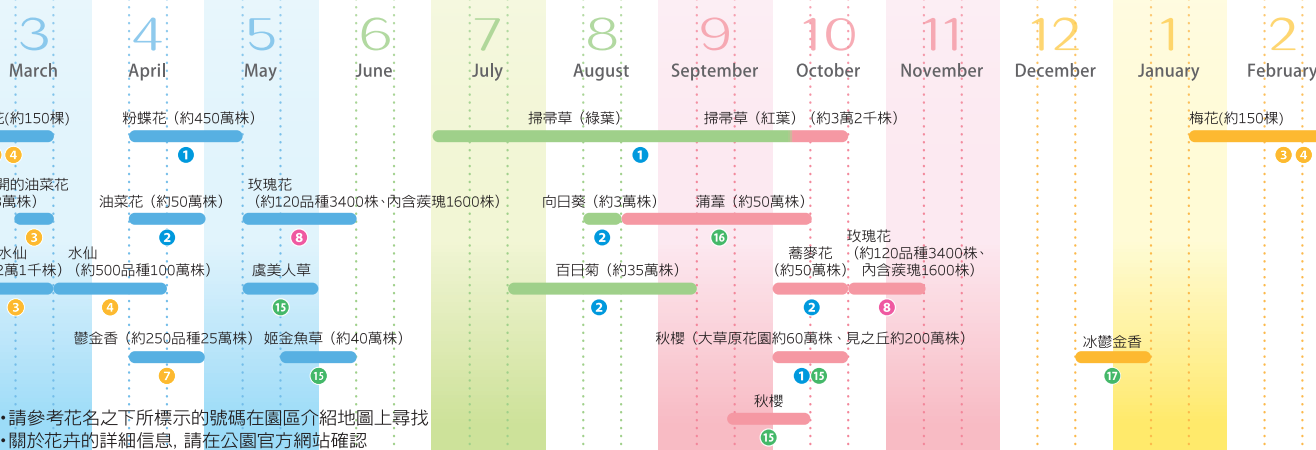 3 4 5 6 7 8 9 10 11 12 1 2
March April May June July August September October November December January February
(約150棵) 粉蝶花（約450萬株） 掃帚草（綠葉） 掃帚草（紅葉）（約3萬2千株） 梅花(約150棵)
4 1 1 3 4
開的油菜花 玫瑰花
萬株） 油菜花（約50萬株） （約120品種3400株、內含蔟瑰1600株） 向日葵（約3萬株） 蒲葦（約50萬株）
3 2 8 2 16
玫瑰花
水仙 水仙 蕎麥花 （約120品種3400株、
2萬1千株） （約500品種100萬株） 虞美人草 百日菊（約35萬株） （約50萬株） 內含蔟瑰1600株）
3 4 15 2 2 8
鬱金香（約250品種25萬株） 姬金魚草（約40萬株） 秋櫻（大草原花園約60萬株、見之丘約200萬株） 冰鬱金香
7 15 1 15 17
秋櫻
15
・請參考花名之下所標示的號碼在園區介紹地圖上尋找
・關於花卉的詳細信息, 請在公園官方網站確認